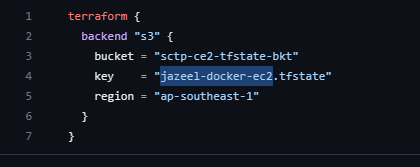 1 terraform {
2 backend "s3" {
3 bucket = "sctp-ce2-tfstate-bkt"
4 key    = "jazeel-docker-ec2.tfstate"
5 region = "ap-southeast-1"
6 }
7 }